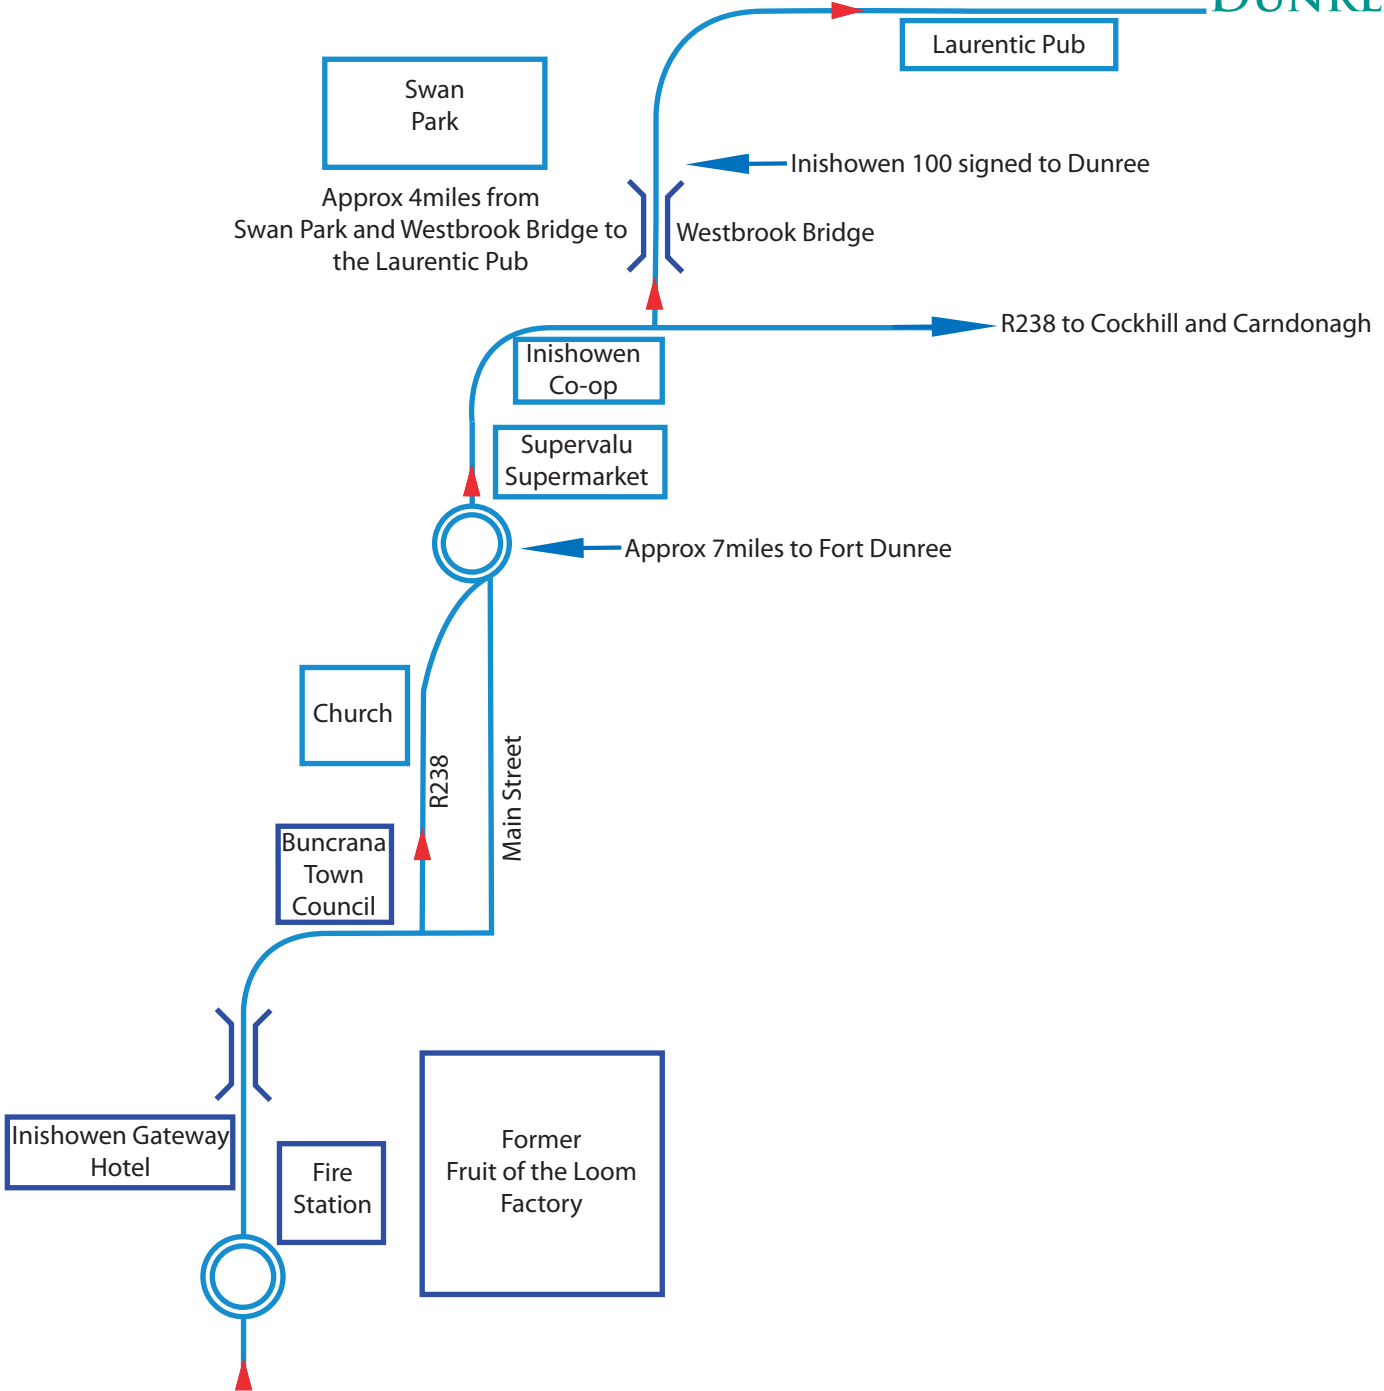 Laurentic Pub
Swan
Park
Inishowen 100 signed to Dunree
Approx 4miles from
Swan Park and Westbrook Bridge to
the Laurentic Pub
Westbrook Bridge
R238 to Cockhill and Carndonagh
Inishowen
Co-op
Supervalu
Supermarket
Approx 7miles to Fort Dunree
Church
R238
Main Street
Buncrana
Town
Council
Inishowen Gateway
Hotel
Fire
Station
Former
Fruit of the Loom
Factory